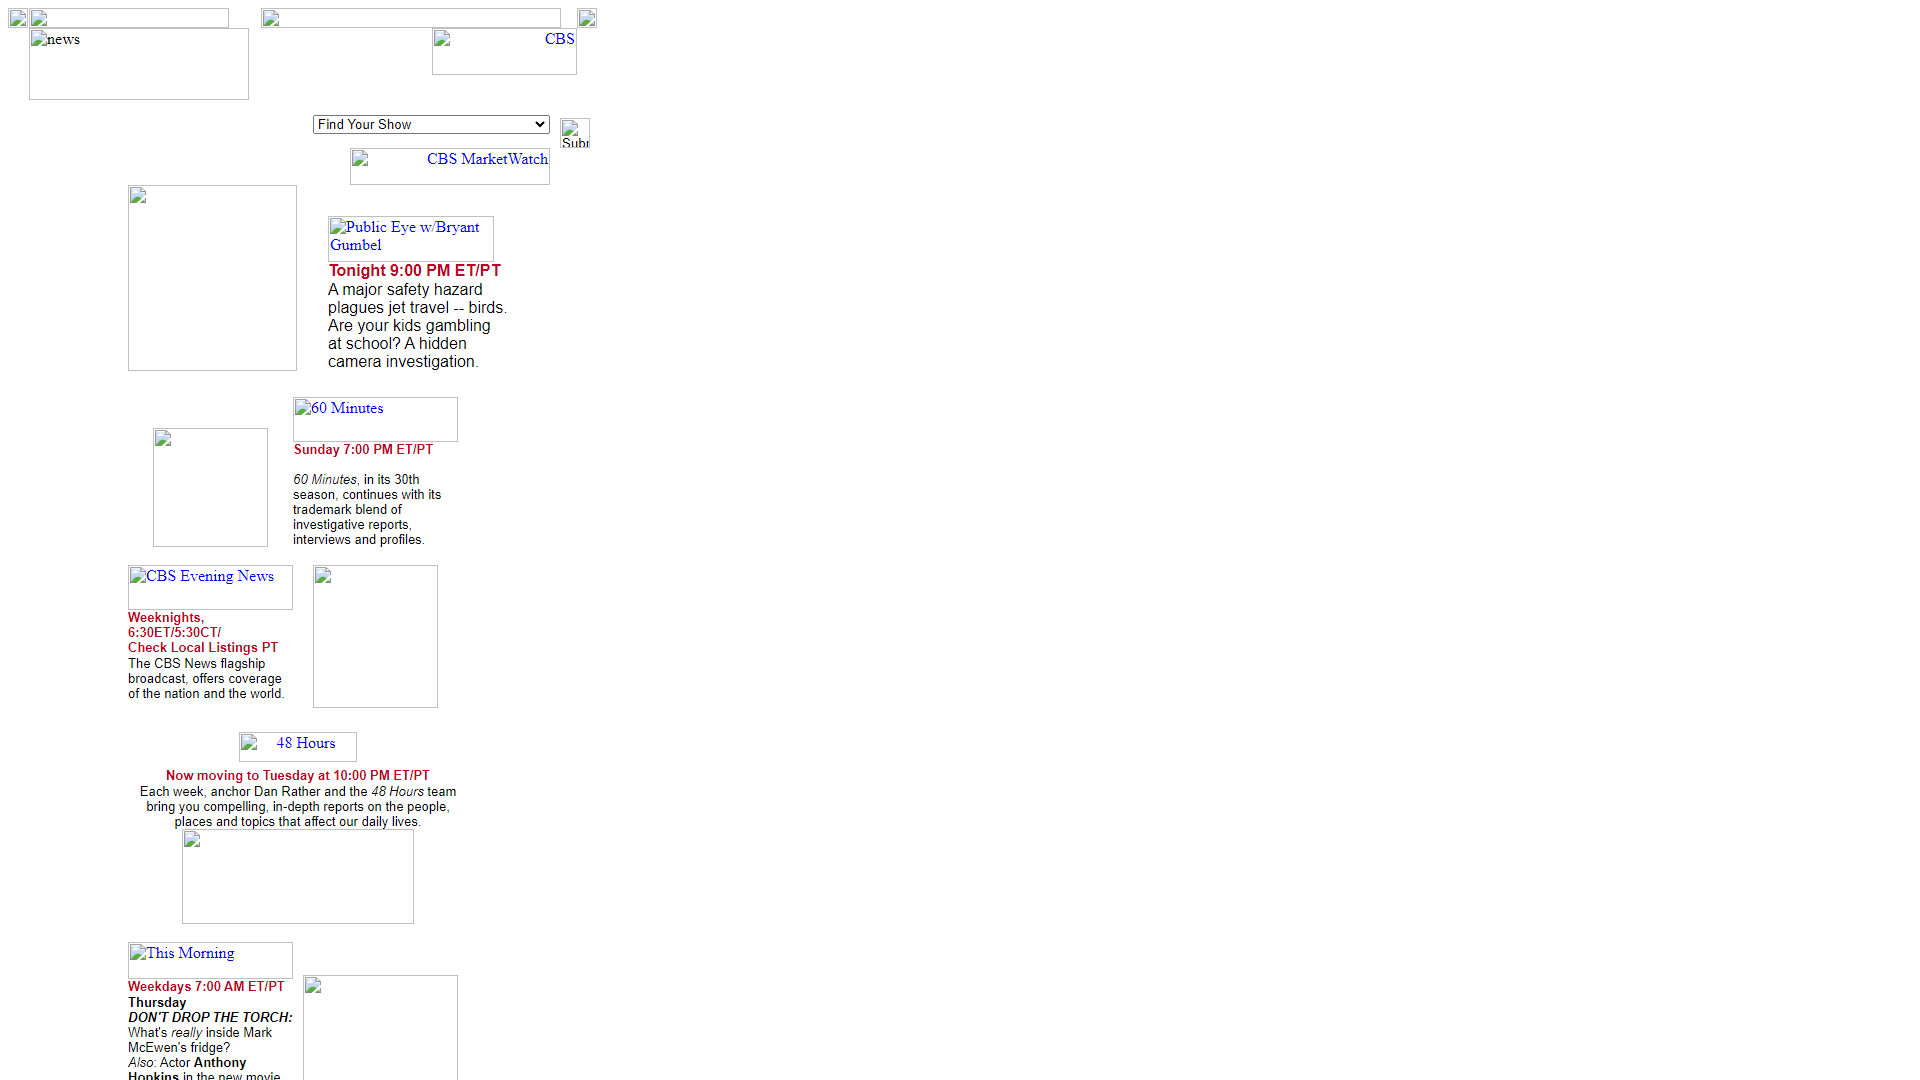 news
CBS
Find Your Show
Subr
CBS MarketWatch
Public Eye w/Bryant
Gumbel
Tonight 9:00 PM ET/PT
A major safety hazard
plagues jet travel -- birds.
Are your kids gambling
at school? A hidden
camera investigation.
60 Minutes
Sunday 7:00 PM ET/PT
60 Minutes, in its 30th
season, continues with its
trademark blend of
investigative reports,
interviews and profiles.
CBS Evening News
Weeknights,
6:30ET/5:30CT/
Check Local Listings PT
The CBS News flagship
broadcast, offers coverage
of the nation and the world.
48 Hours
Now moving to Tuesday at 10:00 PM ET/PT
Each week, anchor Dan Rather and the 48 Hours team
bring you compelling, in-depth reports on the people,
places and topics that affect our daily lives.
This Morning
Weekdays 7:00 AM ET/PT
Thursday
DON'T DROP THE TORCH:
What's really inside Mark
McEwen's fridge?
Also: Actor Anthony
Hopkins in the new movie